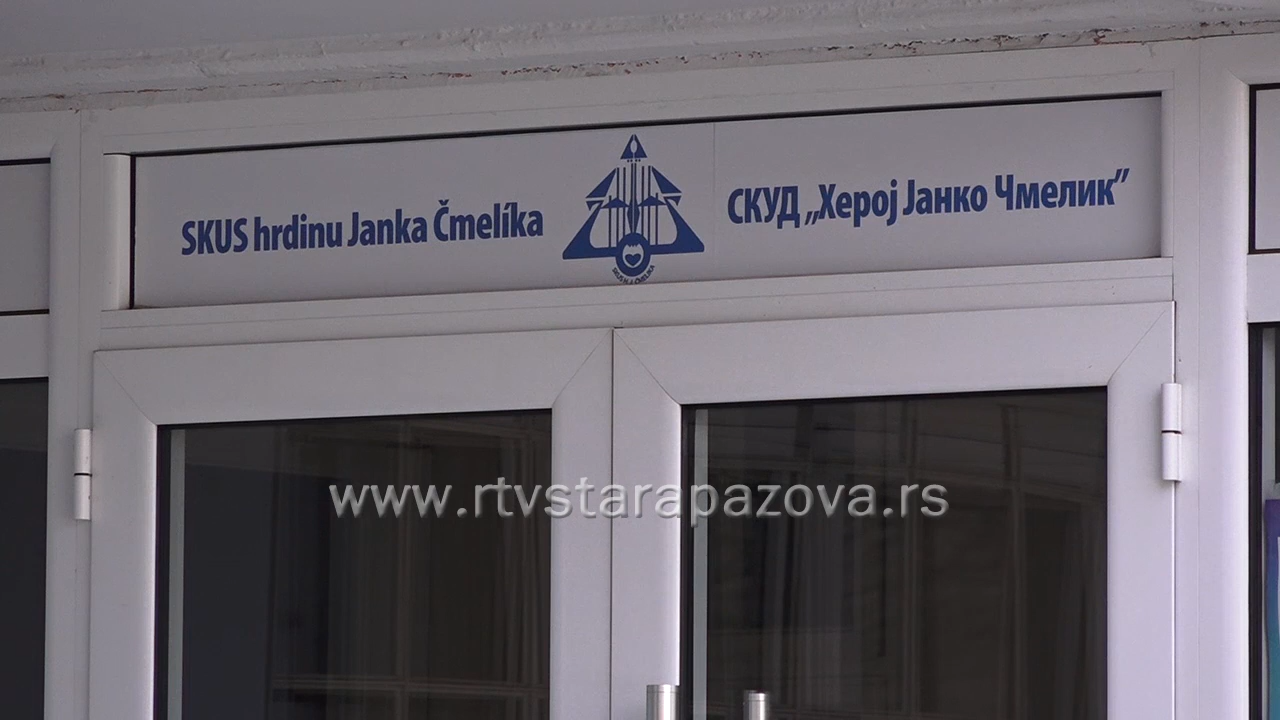 SKUS hrdinu Janka Čmelíka
СКУД „Херој Јанко Чмелик”
www.rtvstarapazova.rs